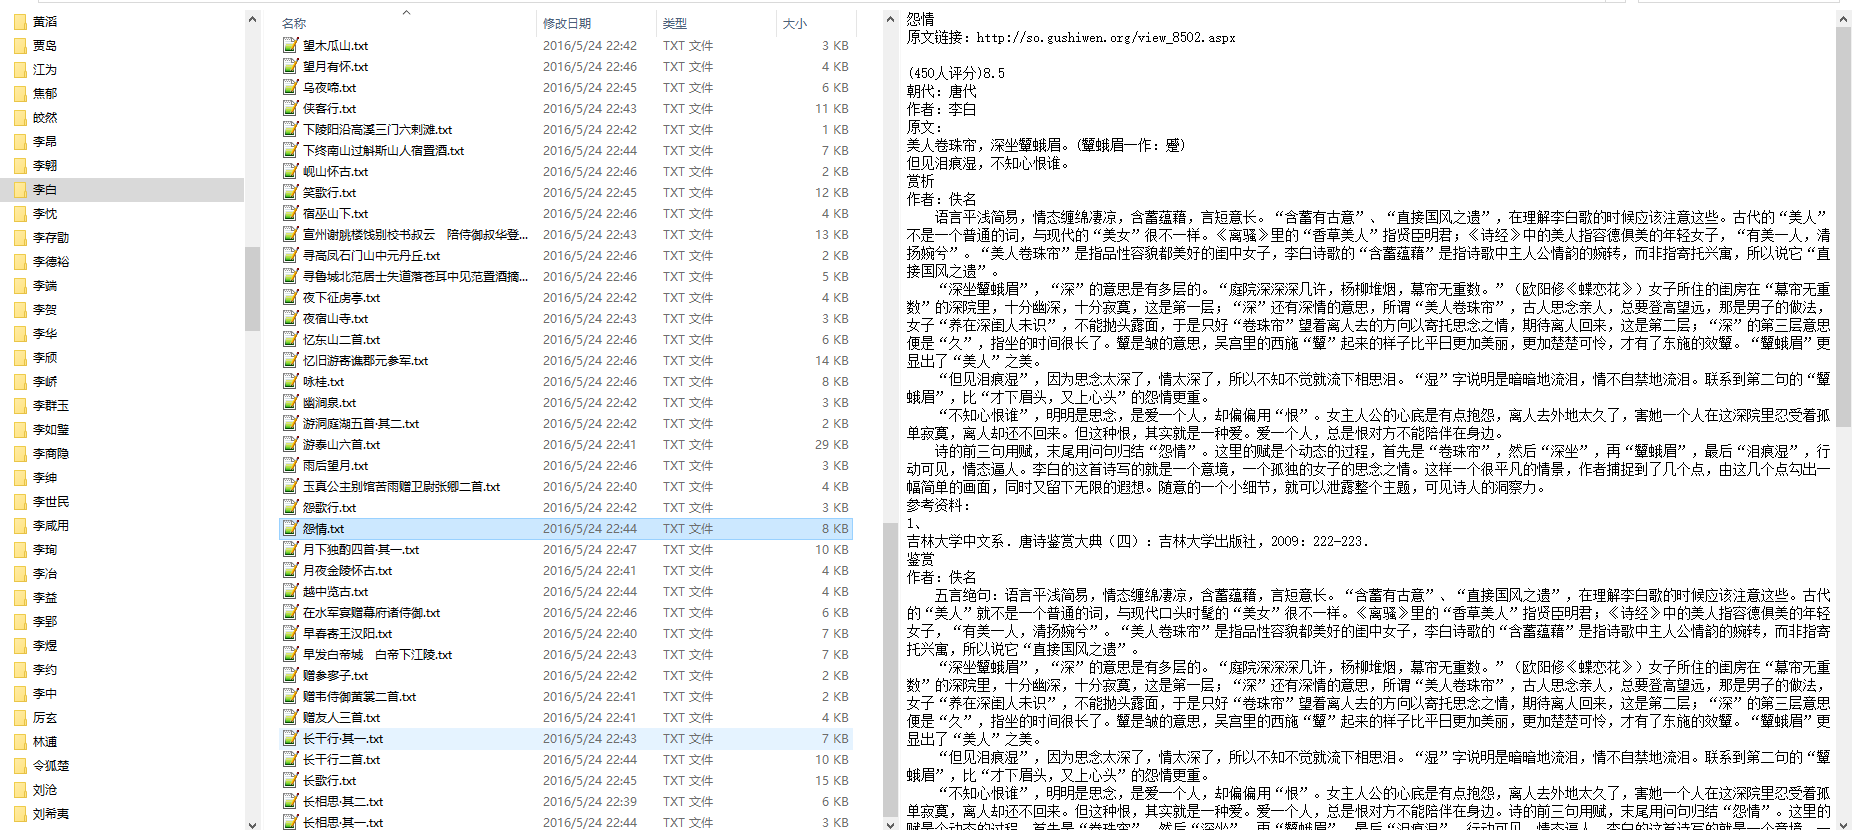 黄滔
贾岛
江为
焦郁
皎然
李昂
李翱
李白
李忱
李存勖
李德裕
李端
李贺
李华
李颀
李峤
李群玉
李如璧
李商隐
李绅
李世民
李咸用
李珣
李冶
李益
李郢
李煜
李约
李中
厉玄
林逋
令狐楚
刘沧
刘希夷
名称 修改日期 类型 大小
望木瓜山.txt 2016/5/24 22:42 TXT 文件 3 KB
望月有怀.txt 2016/5/24 22:46 TXT 文件 4 KB
乌夜啼.txt 2016/5/24 22:45 TXT 文件 6 KB
侠客行.txt 2016/5/24 22:43 TXT 文件 11 KB
下陵阳沿高溪三门六刺滩.txt 2016/5/24 22:42 TXT 文件 1 KB
下终南山过斛斯山人宿置酒.txt 2016/5/24 22:44 TXT 文件 7 KB
岘山怀古.txt 2016/5/24 22:46 TXT 文件 2 KB
笑歌行.txt 2016/5/24 22:45 TXT 文件 12 KB
宿巫山下.txt 2016/5/24 22:46 TXT 文件 4 KB
宣州谢朓楼饯别校书叔云　陪侍御叔华登... 2016/5/24 22:43 TXT 文件 13 KB
寻高凤石门山中元丹丘.txt 2016/5/24 22:46 TXT 文件 2 KB
寻鲁城北范居士失道落苍耳中见范置酒摘... 2016/5/24 22:46 TXT 文件 5 KB
夜下征虏亭.txt 2016/5/24 22:42 TXT 文件 4 KB
夜宿山寺.txt 2016/5/24 22:43 TXT 文件 3 KB
忆东山二首.txt 2016/5/24 22:42 TXT 文件 6 KB
忆旧游寄谯郡元参军.txt 2016/5/24 22:46 TXT 文件 14 KB
咏桂.txt 2016/5/24 22:46 TXT 文件 8 KB
幽涧泉.txt 2016/5/24 22:42 TXT 文件 3 KB
游洞庭湖五首·其二.txt 2016/5/24 22:43 TXT 文件 2 KB
游泰山六首.txt 2016/5/24 22:41 TXT 文件 29 KB
雨后望月.txt 2016/5/24 22:46 TXT 文件 3 KB
玉真公主别馆苦雨赠卫尉张卿二首.txt 2016/5/24 22:40 TXT 文件 4 KB
怨歌行.txt 2016/5/24 22:42 TXT 文件 3 KB
怨情.txt 2016/5/24 22:44 TXT 文件 8 KB
月下独酌四首·其一.txt 2016/5/24 22:47 TXT 文件 10 KB
月夜金陵怀古.txt 2016/5/24 22:41 TXT 文件 4 KB
越中览古.txt 2016/5/24 22:44 TXT 文件 4 KB
在水军宴赠幕府诸侍御.txt 2016/5/24 22:46 TXT 文件 6 KB
早春寄王汉阳.txt 2016/5/24 22:40 TXT 文件 7 KB
早发白帝城　白帝下江陵.txt 2016/5/24 22:43 TXT 文件 7 KB
赠参寥子.txt 2016/5/24 22:42 TXT 文件 2 KB
赠韦侍御黄裳二首.txt 2016/5/24 22:41 TXT 文件 2 KB
赠友人三首.txt 2016/5/24 22:41 TXT 文件 4 KB
长干行·其一.txt 2016/5/24 22:43 TXT 文件 7 KB
长干行二首.txt 2016/5/24 22:44 TXT 文件 10 KB
长歌行.txt 2016/5/24 22:45 TXT 文件 15 KB
长相思·其二.txt 2016/5/24 22:39 TXT 文件 6 KB
长相思·其一.txt 2016/5/24 22:44 TXT 文件 3 KB
怨情
原文链接：http://so.gushiwen.org/view_8502.aspx
(450人评分)8.5
朝代：唐代
作者：李白
原文：
美人卷珠帘，深坐颦蛾眉。(颦蛾眉一作：蹙)
但见泪痕湿，不知心恨谁。
赏析
作者：佚名
语言平浅简易，情态缠绵凄凉，含蓄蕴藉，言短意长。“含蓄有古意”、“直接国风之遗”，在理解李白歌的时候应该注意这些。古代的“美人”
不是一个普通的词，与现代的“美女”很不一样。《离骚》里的“香草美人”指贤臣明君；《诗经》中的美人指容德俱美的年轻女子，“有美一人，清
扬婉兮”。“美人卷珠帘”是指品性容貌都美好的闺中女子，李白诗歌的“含蓄蕴藉”是指诗歌中主人公情韵的婉转，而非指寄托兴寓，所以说它“直
接国风之遗”。
“深坐颦蛾眉”，“深”的意思是有多层的。“庭院深深深几许，杨柳堆烟，幕帘无重数。”（欧阳修《蝶恋花》）女子所住的闺房在“幕帘无重
数”的深院里，十分幽深，十分寂寞，这是第一层；“深”还有深情的意思，所谓“美人卷珠帘”，古人思念亲人，总要登高望远，那是男子的做法，
女子“养在深闺人未识”，不能抛头露面，于是只好“卷珠帘”望着离人去的方向以寄托思念之情，期待离人回来，这是第二层；“深”的第三层意思
便是“久”，指坐的时间很长了。颦是皱的意思，吴宫里的西施“颦”起来的样子比平日更加美丽，更加楚楚可怜，才有了东施的效颦。“颦蛾眉”更
显出了“美人”之美。
“但见泪痕湿”，因为思念太深了，情太深了，所以不知不觉就流下相思泪。“湿”字说明是暗暗地流泪，情不自禁地流泪。联系到第二句的“颦
蛾眉”，比“才下眉头，又上心头”的怨情更重。
“不知心恨谁”，明明是思念，是爱一个人，却偏偏用“恨”。女主人公的心底是有点抱怨，离人去外地太久了，害她一个人在这深院里忍受着孤
单寂寞，离人却还不回来。但这种恨，其实就是一种爱。爱一个人，总是恨对方不能陪伴在身边。
诗的前三句用赋，末尾用问句归结“怨情”。这里的赋是个动态的过程，首先是“卷珠帘”，然后“深坐”，再“颦蛾眉”，最后“泪痕湿”，行
动可见，情态逼人。李白的这首诗写的就是一个意境，一个孤独的女子的思念之情。这样一个很平凡的情景，作者捕捉到了几个点，由这几个点勾出一
幅简单的画面，同时又留下无限的遐想。随意的一个小细节，就可以泄露整个主题，可见诗人的洞察力。
参考资料：
1、
吉林大学中文系．唐诗鉴赏大典（四）：吉林大学出版社，2009：222-223．
鉴赏
作者：佚名
五言绝句：语言平浅简易，情态缠绵凄凉，含蓄蕴藉，言短意长。“含蓄有古意”、“直接国风之遗”，在理解李白歌的时候应该注意这些。古代
的“美人”就不是一个普通的词，与现代口头时髦的“美女”很不一样。《离骚》里的“香草美人”指贤臣明君；《诗经》中的美人指容德俱美的年轻
女子，“有美一人，清扬婉兮”。“美人卷珠帘”是指品性容貌都美好的闺中女子，李白诗歌的“含蓄蕴藉”是指诗歌中主人公情韵的婉转，而非指寄
托兴寓，所以说它“直接国风之遗”。
“深坐颦蛾眉”，“深”的意思是有多层的。“庭院深深深几许，杨柳堆烟，幕帘无重数。”（欧阳修《蝶恋花》）女子所住的闺房在“幕帘无重
数”的深院里，十分幽深，十分寂寞，这是第一层；“深”还有深情的意思，所谓“美人卷珠帘”，古人思念亲人，总要登高望远，那是男子的做法，
女子“养在深闺人未识”，不能抛头露面，于是只好“卷珠帘”望着离人去的方向以寄托思念之情，期待离人回来，这是第二层；“深”的第三层意思
便是“久”，指坐的时间很长了。颦是皱的意思，吴宫里的西施“颦”起来的样子比平日更加美丽，更加楚楚可怜，才有了东施的效颦。“颦蛾眉”更
显出了“美人”之美。
“但见泪痕湿”，因为思念太深了，情太深了，所以不知不觉就流下相思泪。“湿”字说明是暗暗地流泪，情不自禁地流泪。联系到第二句的“颦
蛾眉”，比“才下眉头，又上心头”的怨情更重。
“不知心恨谁”，明明是思念，是爱一个人，却偏偏用“恨”。女主人公的心底是有点抱怨，离人去外地太久了，害她一个人在这深院里忍受着孤
单寂寞，离人却还不回来。但这种恨，其实就是一种爱。爱一个人，总是恨对方不能陪伴在身边。诗的前三句用赋，末尾用问句归结“怨情”。这里的
赋是个动态的过程，首先是“卷珠帘”，然后“深坐”，再“颦蛾眉”，最后“泪痕湿”，行动可见，情态逼人。李白的这首诗写的就是一个意境，一